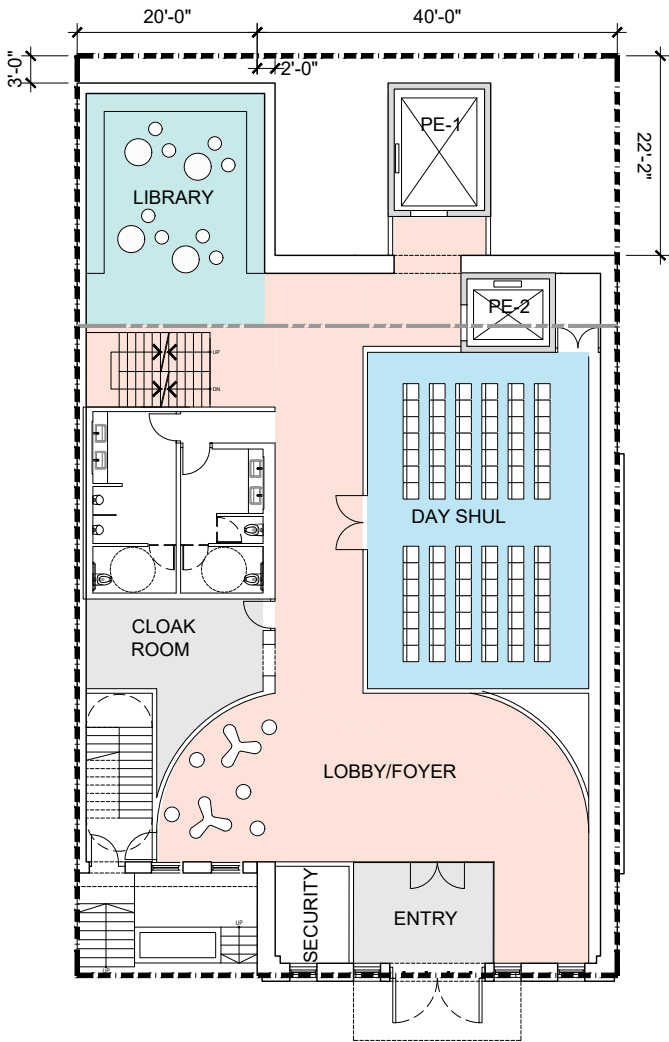 20'-0"
40'-0"
3'-0"
2'-0"
22'-2"
PE-1
LIBRARY
PE-2
UP
DN
DAY SHUL
CLOAK
ROOM
LOBBY/FOYER
SECURITY
ENTRY
UP
UP